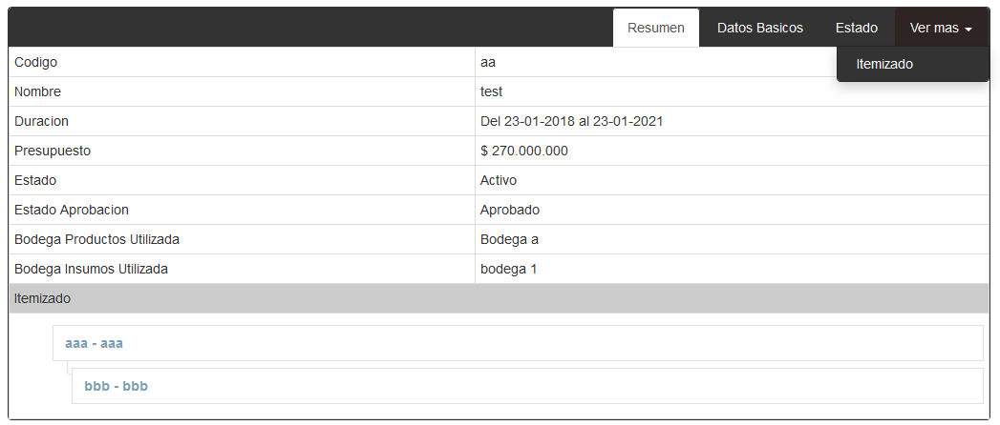 Resumen Datos Basicos Estado Ver mas
Itemizado
Codigo aa
Nombre test
Duracion Del 23-01-2018 al 23-01-2021
Presupuesto $ 270.000.000
Estado Activo
Estado Aprobacion Aprobado
Bodega Productos Utilizada Bodega a
Bodega Insumos Utilizada bodega 1
Itemizado
aaa - aaa
bbb - bbb